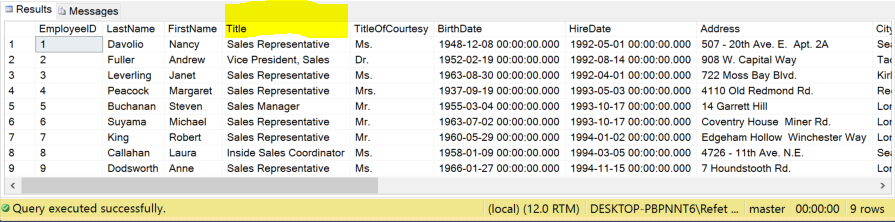 Results Messages
EmployeeID LastName FirstName Title TitleOfCourtesy BirthDate HireDate Address City
1 1 Davolio Nancy Sales Representative Ms. 1948-12-08 00:00:00.000 1992-05-01 00:00:00.000 507 - 20th Ave. E. Apt. 2A Sea
2 2 Fuller Andrew Vice President, Sales Dr. 1952-02-19 00:00:00.000 1992-08-14 00:00:00.000 908 W. Capital Way Tac
3 3 Leverling Janet Sales Representative Ms. 1963-08-30 00:00:00.000 1992-04-01 00:00:00.000 722 Moss Bay Blvd. Kirl
4 4 Peacock Margaret Sales Representative Mrs. 1937-09-19 00:00:00.000 1993-05-03 00:00:00.000 4110 Old Redmond Rd. Red
5 5 Buchanan Steven Sales Manager Mr. 1955-03-04 00:00:00.000 1993-10-17 00:00:00.000 14 Garrett Hill Lon
6 6 Suyama Michael Sales Representative Mr. 1963-07-02 00:00:00.000 1993-10-17 00:00:00.000 Coventry House Miner Rd. Lon
7 7 King Robert Sales Representative Mr. 1960-05-29 00:00:00.000 1994-01-02 00:00:00.000 Edgeham Hollow Winchester Way Lon
8 8 Callahan Laura Inside Sales Coordinator Ms. 1958-01-09 00:00:00.000 1994-03-05 00:00:00.000 4726 - 11th Ave. N.E. Sea
9 9 Dodsworth Anne Sales Representative Ms. 1966-01-27 00:00:00.000 1994-11-15 00:00:00.000 7 Houndstooth Rd. Lon
Query executed successfully. (local) (12.0 RTM) DESKTOP-PBPNNT6\Refet ... master 00:00:00 9 rows